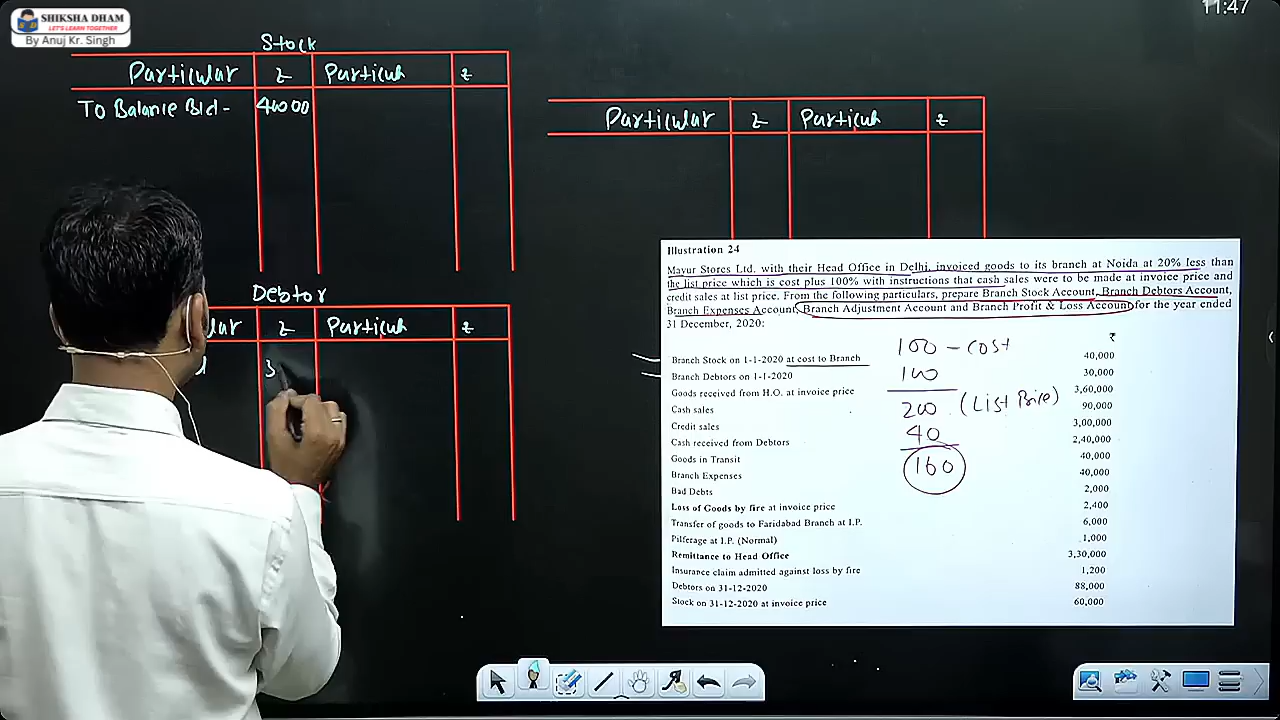 SHIKSHA DHAM
LET'S LEARN TOGETHER
By Anuj Kr. Singh
11:47
Stock
Particular ₹ Particular ₹
To Balance B/d - 40000
Particular ₹ Particular ₹
Debtor
ular ₹ Particular ₹
3
Illustration 24
Mayur Stores Ltd. with their Head Office in Delhi, invoiced goods to its branch at Noida at 20% less than
the list price which is cost plus 100% with instructions that cash sales were to be made at invoice price and
credit sales at list price. From the following particulars, prepare Branch Stock Account, Branch Debtors Account,
Branch Expenses Account, Branch Adjustment Account and Branch Profit & Loss Account for the year ended
31 December, 2020:
₹
Branch Stock on 1-1-2020 at cost to Branch 40,000
Branch Debtors on 1-1-2020 30,000
Goods received from H.O. at invoice price 3,60,000
Cash sales 90,000
Credit sales 3,00,000
Cash received from Debtors 2,40,000
Goods in Transit 40,000
Branch Expenses 40,000
Bad Debts 2,000
Loss of Goods by fire at invoice price 2,400
Transfer of goods to Faridabad Branch at I.P. 6,000
Pilferage at I.P. (Normal) 1,000
Remittance to Head Office 3,30,000
Insurance claim admitted against loss by fire 1,200
Debtors on 31-12-2020 88,000
Stock on 31-12-2020 at invoice price 60,000
100 - cost
100
200 (List Price)
40
160